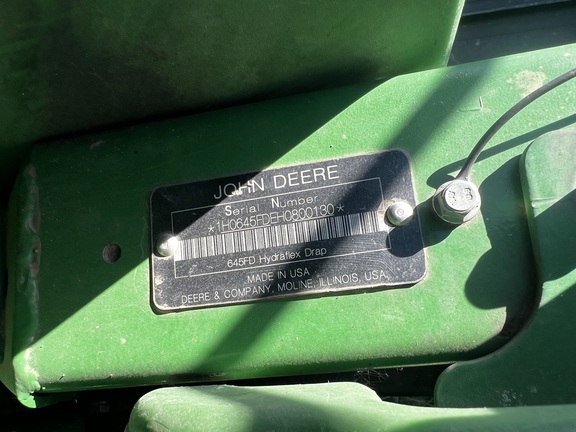 JOHN DEERE
Serial Number
*1H0645FDEH0800130*
645FD Hydraflex Drap
MADE IN USA
DEERE & COMPANY, MOLINE, ILLINOIS, USA,